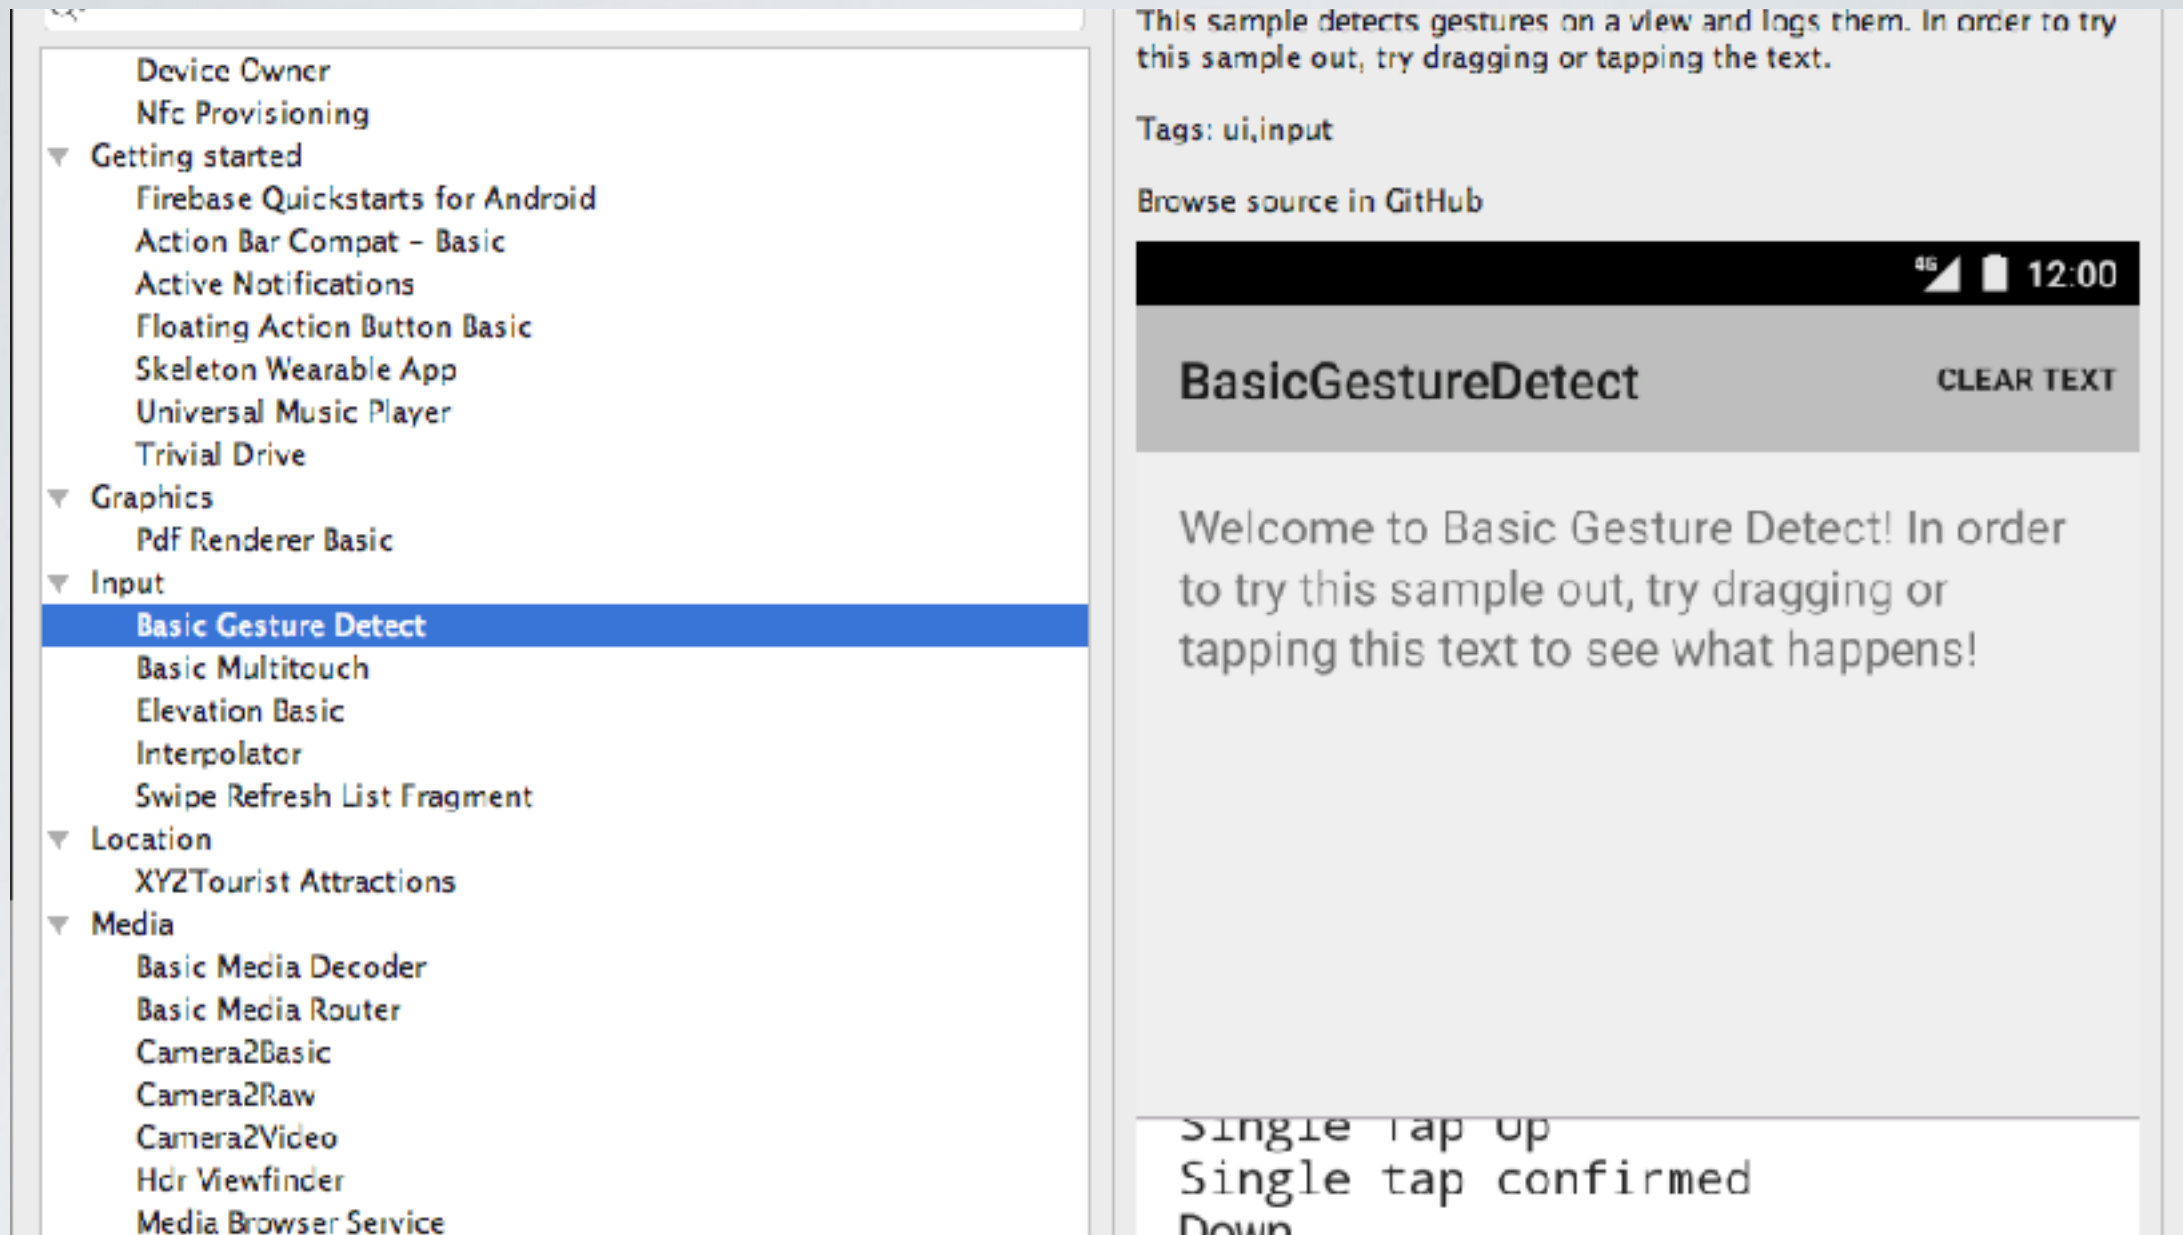 Device Owner
Nfc Provisioning
Getting started
Firebase Quickstarts for Android
Action Bar Compat – Basic
Active Notifications
Floating Action Button Basic
Skeleton Wearable App
Universal Music Player
Trivial Drive
Graphics
Pdf Renderer Basic
Input
Basic Gesture Detect
Basic Multitouch
Elevation Basic
Interpolator
Swipe Refresh List Fragment
Location
XYZTourist Attractions
Media
Basic Media Decoder
Basic Media Router
Camera2Basic
Camera2Raw
Camera2Video
Hdr Viewfinder
Media Browser Service
This sample detects gestures on a view and logs them. In order to try
this sample out, try dragging or tapping the text.
Tags: ui,input
Browse source in GitHub
4G 12:00
BasicGestureDetect CLEAR TEXT
Welcome to Basic Gesture Detect! In order
to try this sample out, try dragging or
tapping this text to see what happens!
Single Tap Up
Single tap confirmed
Down